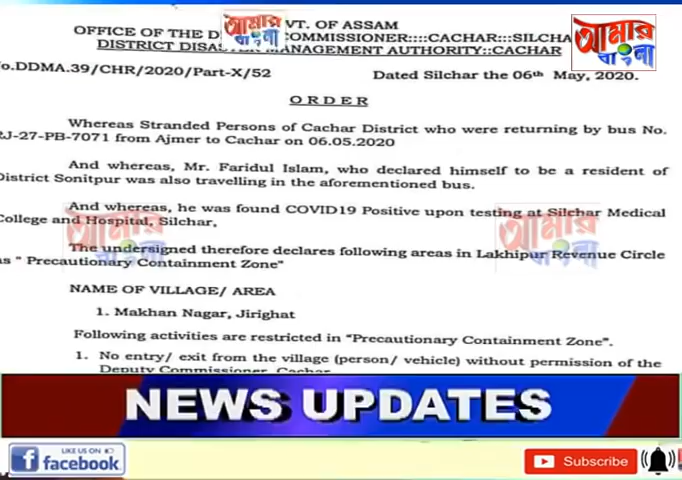 VT. OF ASSAM
OFFICE OF THE D COMMISSIONER::::CACHAR:::SILCHA
DISTRICT DISAS MANAGEMENT AUTHORITY::CACHAR
আমার বাংলা
আমার বাংলা
o.DDMA.39/CHR/2020/Part-X/52 Dated Silchar the 06th May, 2020.
ORDER
Whereas Stranded Persons of Cachar District who were returning by bus No.
RJ-27-PB-7071 from Ajmer to Cachar on 06.05.2020
And whereas, Mr. Faridul Islam, who declared himself to be a resident of
District Sonitpur was also travelling in the aforementioned bus.
And whereas, he was found COVID19 Positive upon testing at Silchar Medical
College and Hospital, Silchar,
আমার বাংলা
আমার বাংলা
The undersigned therefore declares following areas in Lakhipur Revenue Circle
as " Precautionary Containment Zone"
NAME OF VILLAGE/ AREA
1. Makhan Nagar, Jirighat
Following activities are restricted in "Precautionary Containment Zone".
1. No entry/ exit from the village (person/ vehicle) without permission of the
Deputy Commissioner, Cachar
NEWS UPDATES
LIKE US ON
facebook
Subscribe